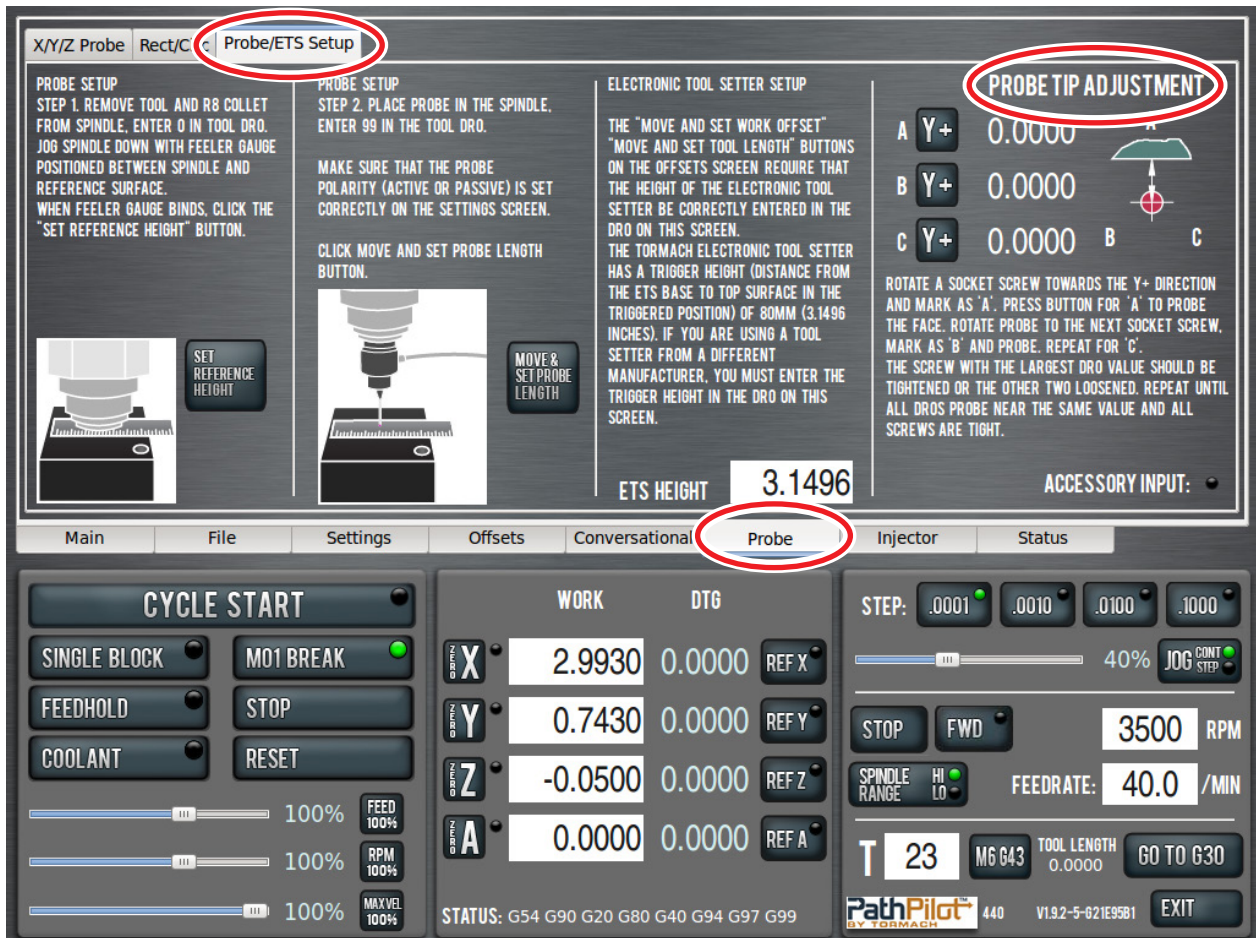 X/Y/Z Probe
Probe/ETS Setup
PROBE SETUP
STEP 1. REMOVE TOOL AND R8 COLLET
FROM SPINDLE, ENTER 0 IN TOOL DRO.
JOG SPINDLE DOWN WITH FEELER GAUGE
POSITIONED BETWEEN SPINDLE AND
REFERENCE SURFACE.
WHEN FEELER GAUGE BINDS, CLICK THE
"SET REFERENCE HEIGHT" BUTTON.
SET
REFERENCE
HEIGHT
PROBE SETUP
STEP 2. PLACE PROBE IN THE SPINDLE,
ENTER 99 IN THE TOOL DRO.
MAKE SURE THAT THE PROBE
POLARITY (ACTIVE OR PASSIVE) IS SET
CORRECTLY ON THE SETTINGS SCREEN.
CLICK MOVE AND SET PROBE LENGTH
BUTTON.
MOVE &
SET PROBE
LENGTH
ELECTRONIC TOOL SETTER SETUP
THE "MOVE AND SET WORK OFFSET"
"MOVE AND SET TOOL LENGTH" BUTTONS
ON THE OFFSETS SCREEN REQUIRE THAT
THE HEIGHT OF THE ELECTRONIC TOOL
SETTER BE CORRECTLY ENTERED IN THE
DRO ON THIS SCREEN.
THE TORMACH ELECTRONIC TOOL SETTER
HAS A TRIGGER HEIGHT (DISTANCE FROM
THE ETS BASE TO TOP SURFACE IN THE
TRIGGERED POSITION) OF 80MM (3.1496
INCHES). IF YOU ARE USING A TOOL
SETTER FROM A DIFFERENT
MANUFACTURER, YOU MUST ENTER THE
TRIGGER HEIGHT IN THE DRO ON THIS
SCREEN.
ETS HEIGHT 3.1496
PROBE TIP ADJUSTMENT
A Y+ 0.0000 A
B Y+ 0.0000
C Y+ 0.0000 B C
ROTATE A SOCKET SCREW TOWARDS THE Y+ DIRECTION
AND MARK AS 'A'. PRESS BUTTON FOR 'A' TO PROBE
THE FACE. ROTATE PROBE TO THE NEXT SOCKET SCREW,
MARK AS 'B' AND PROBE. REPEAT FOR 'C'.
THE SCREW WITH THE LARGEST DRO VALUE SHOULD BE
TIGHTENED OR THE OTHER TWO LOOSENED. REPEAT UNTIL
ALL DROS PROBE NEAR THE SAME VALUE AND ALL
SCREWS ARE TIGHT.
ACCESSORY INPUT:
Main File Settings Offsets Conversational Probe Injector Status
CYCLE START
SINGLE BLOCK M01 BREAK
FEEDHOLD STOP
COOLANT RESET
100% FEED 100%
100% RPM 100%
100% MAXVEL 100%
WORK DTG
ZERO X 2.9930 0.0000 REF X
ZERO Y 0.7430 0.0000 REF Y
ZERO Z -0.0500 0.0000 REF Z
ZERO A 0.0000 0.0000 REF A
STATUS: G54 G90 G20 G80 G40 G94 G97 G99
STEP: .0001 .0010 .0100 .1000
40% JOG CONT STEP
STOP FWD 3500 RPM
SPINDLE RANGE HI LO FEEDRATE: 40.0 /MIN
T 23 M6 G43 TOOL LENGTH 0.0000 GO TO G30
PathPilot™ 440 V1.9.2-5-G21E95B1 EXIT
BY TORMACH